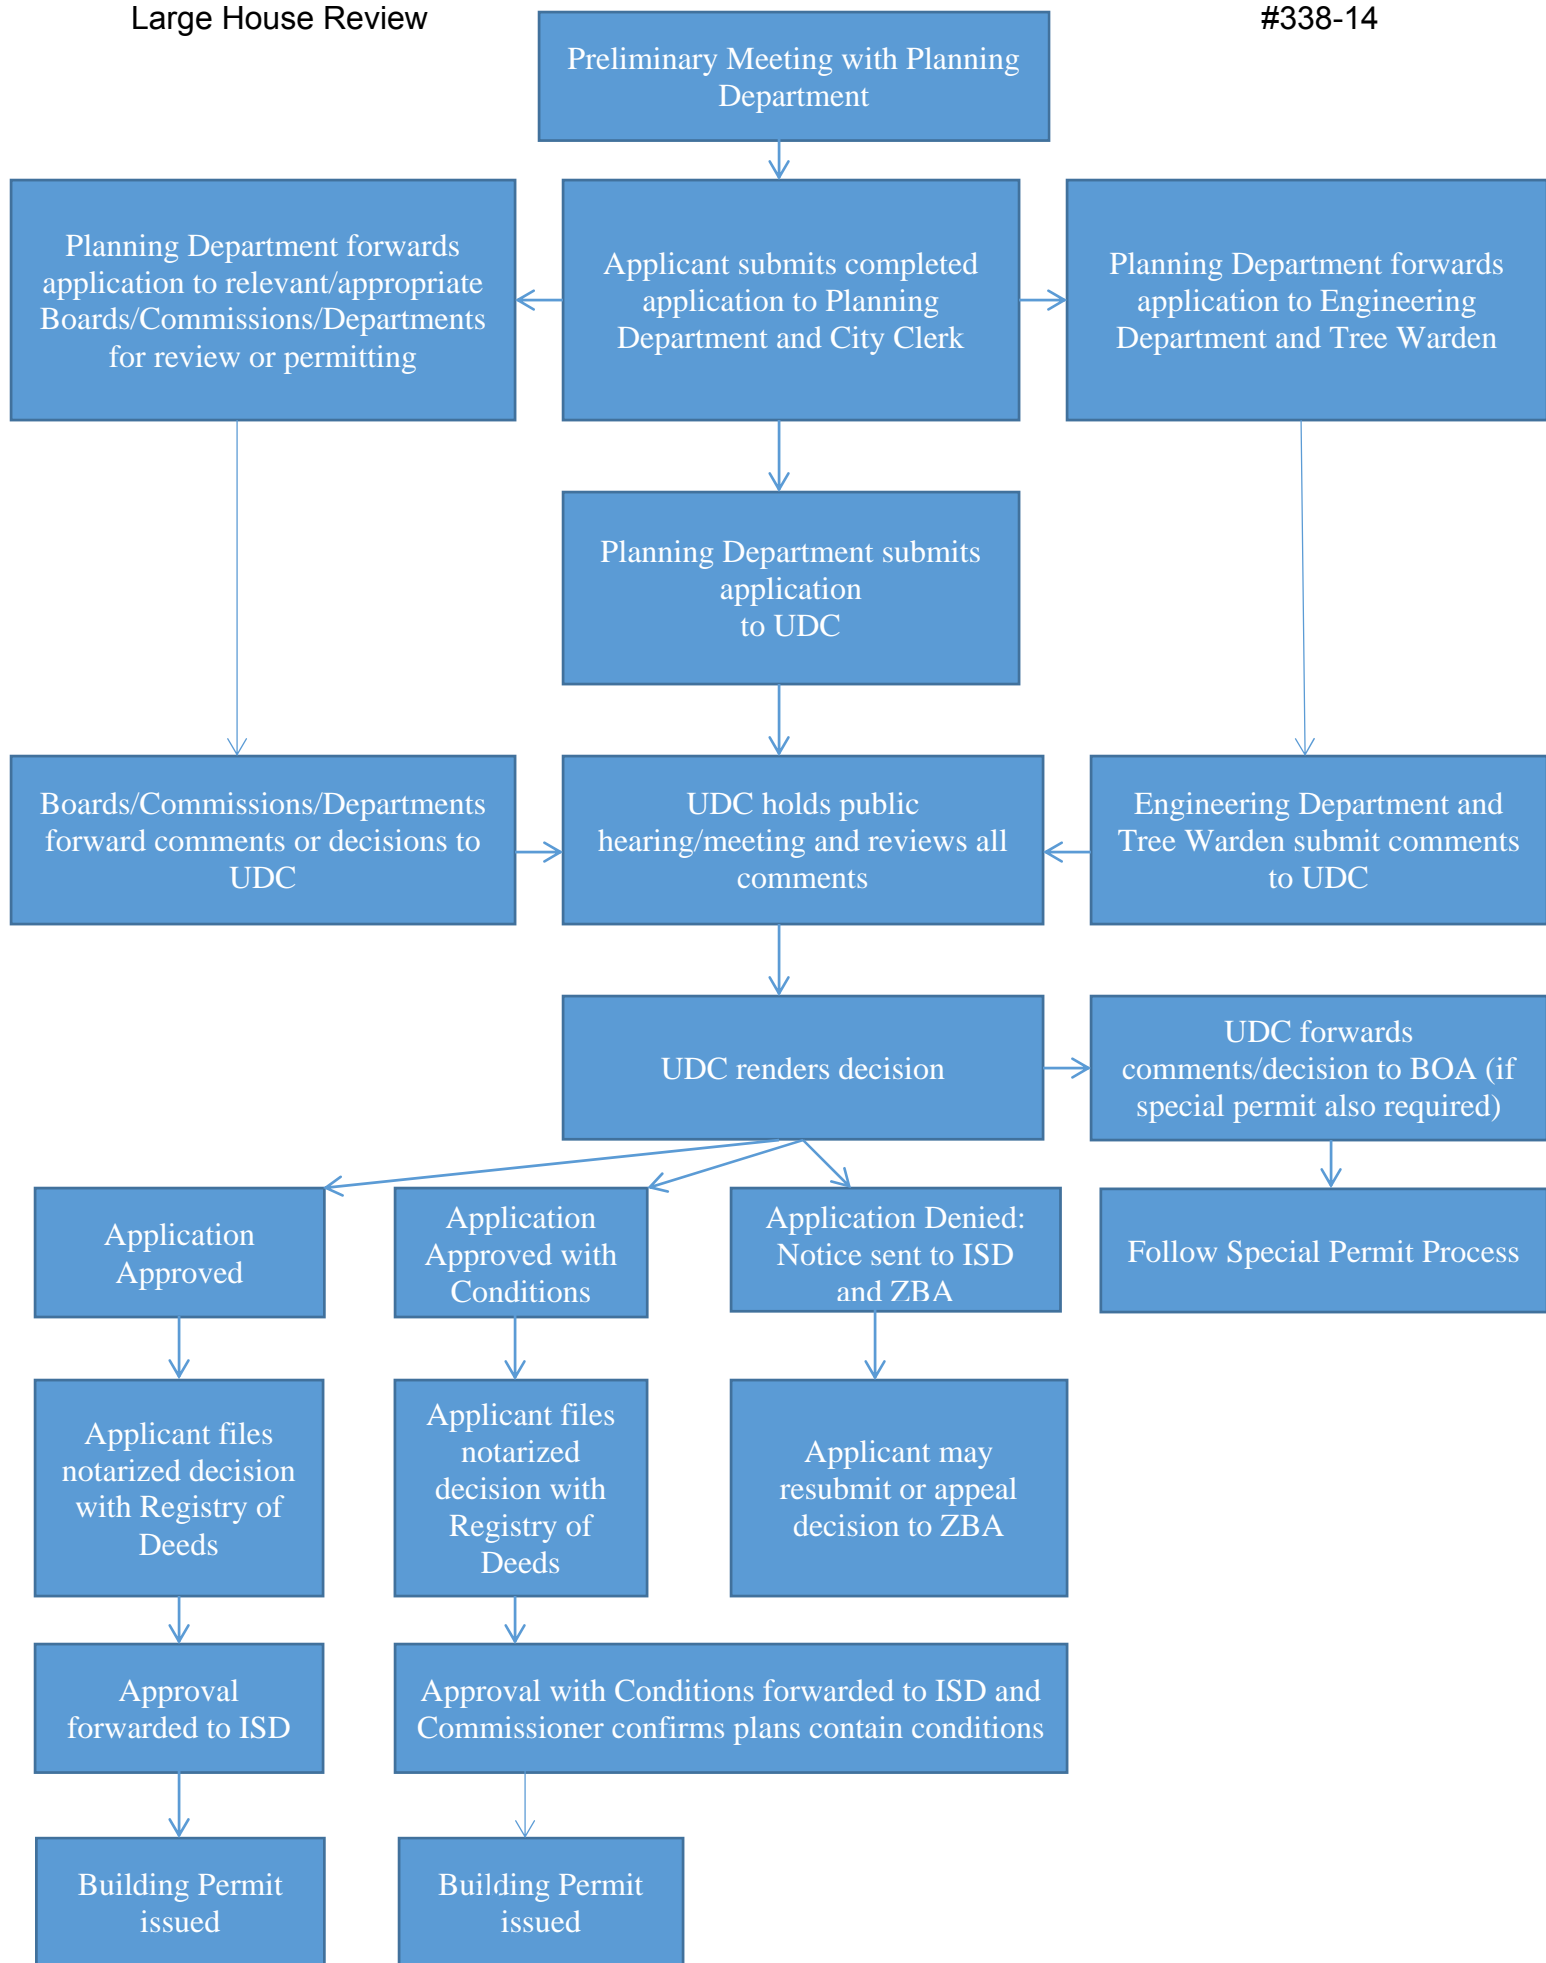 Large House Review
#338-14
Preliminary Meeting with Planning
Department
Planning Department forwards
application to relevant/appropriate
Boards/Commissions/Departments
for review or permitting
Applicant submits completed
application to Planning
Department and City Clerk
Planning Department forwards
application to Engineering
Department and Tree Warden
Planning Department submits
application
to UDC
Boards/Commissions/Departments
forward comments or decisions to
UDC
UDC holds public
hearing/meeting and reviews all
comments
Engineering Department and
Tree Warden submit comments
to UDC
UDC renders decision
UDC forwards
comments/decision to BOA (if
special permit also required)
Application
Approved
Application
Approved with
Conditions
Application Denied:
Notice sent to ISD
and ZBA
Follow Special Permit Process
Applicant files
notarized decision
with Registry of
Deeds
Applicant files
notarized
decision with
Registry of
Deeds
Applicant may
resubmit or appeal
decision to ZBA
Approval
forwarded to ISD
Approval with Conditions forwarded to ISD and
Commissioner confirms plans contain conditions
Building Permit
issued
Building Permit
issued